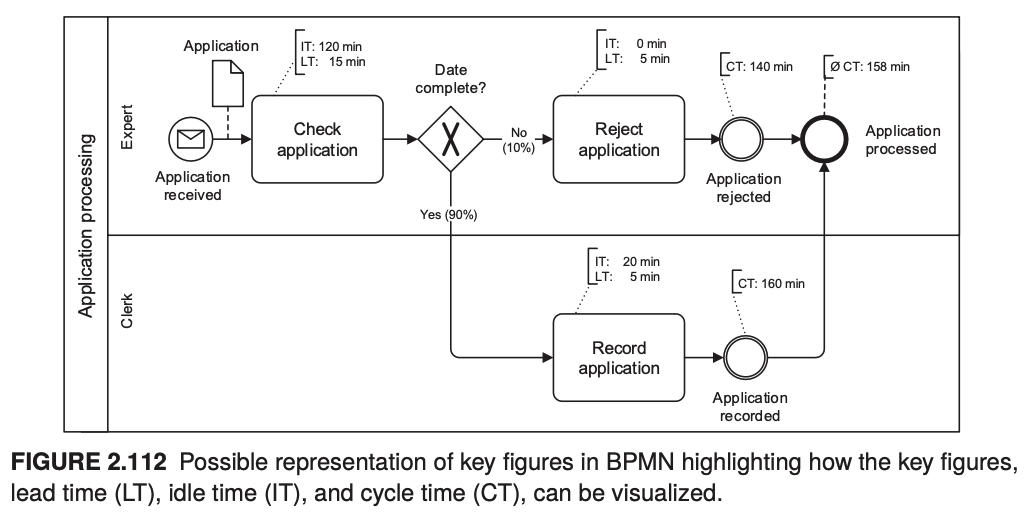 Application processing
Expert
Application
IT: 120 min
LT: 15 min
Application
received
Check
application
Date
complete?
No
(10%)
Yes (90%)
IT: 0 min
LT: 5 min
Reject
application
CT: 140 min
Application
rejected
Ø CT: 158 min
Application
processed
Clerk
IT: 20 min
LT: 5 min
Record
application
CT: 160 min
Application
recorded
FIGURE 2.112 Possible representation of key figures in BPMN highlighting how the key figures,
lead time (LT), idle time (IT), and cycle time (CT), can be visualized.